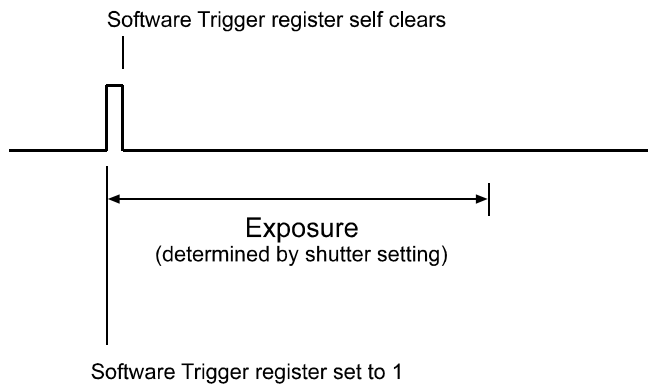 Software Trigger register self clears
Exposure
(determined by shutter setting)
Software Trigger register set to 1